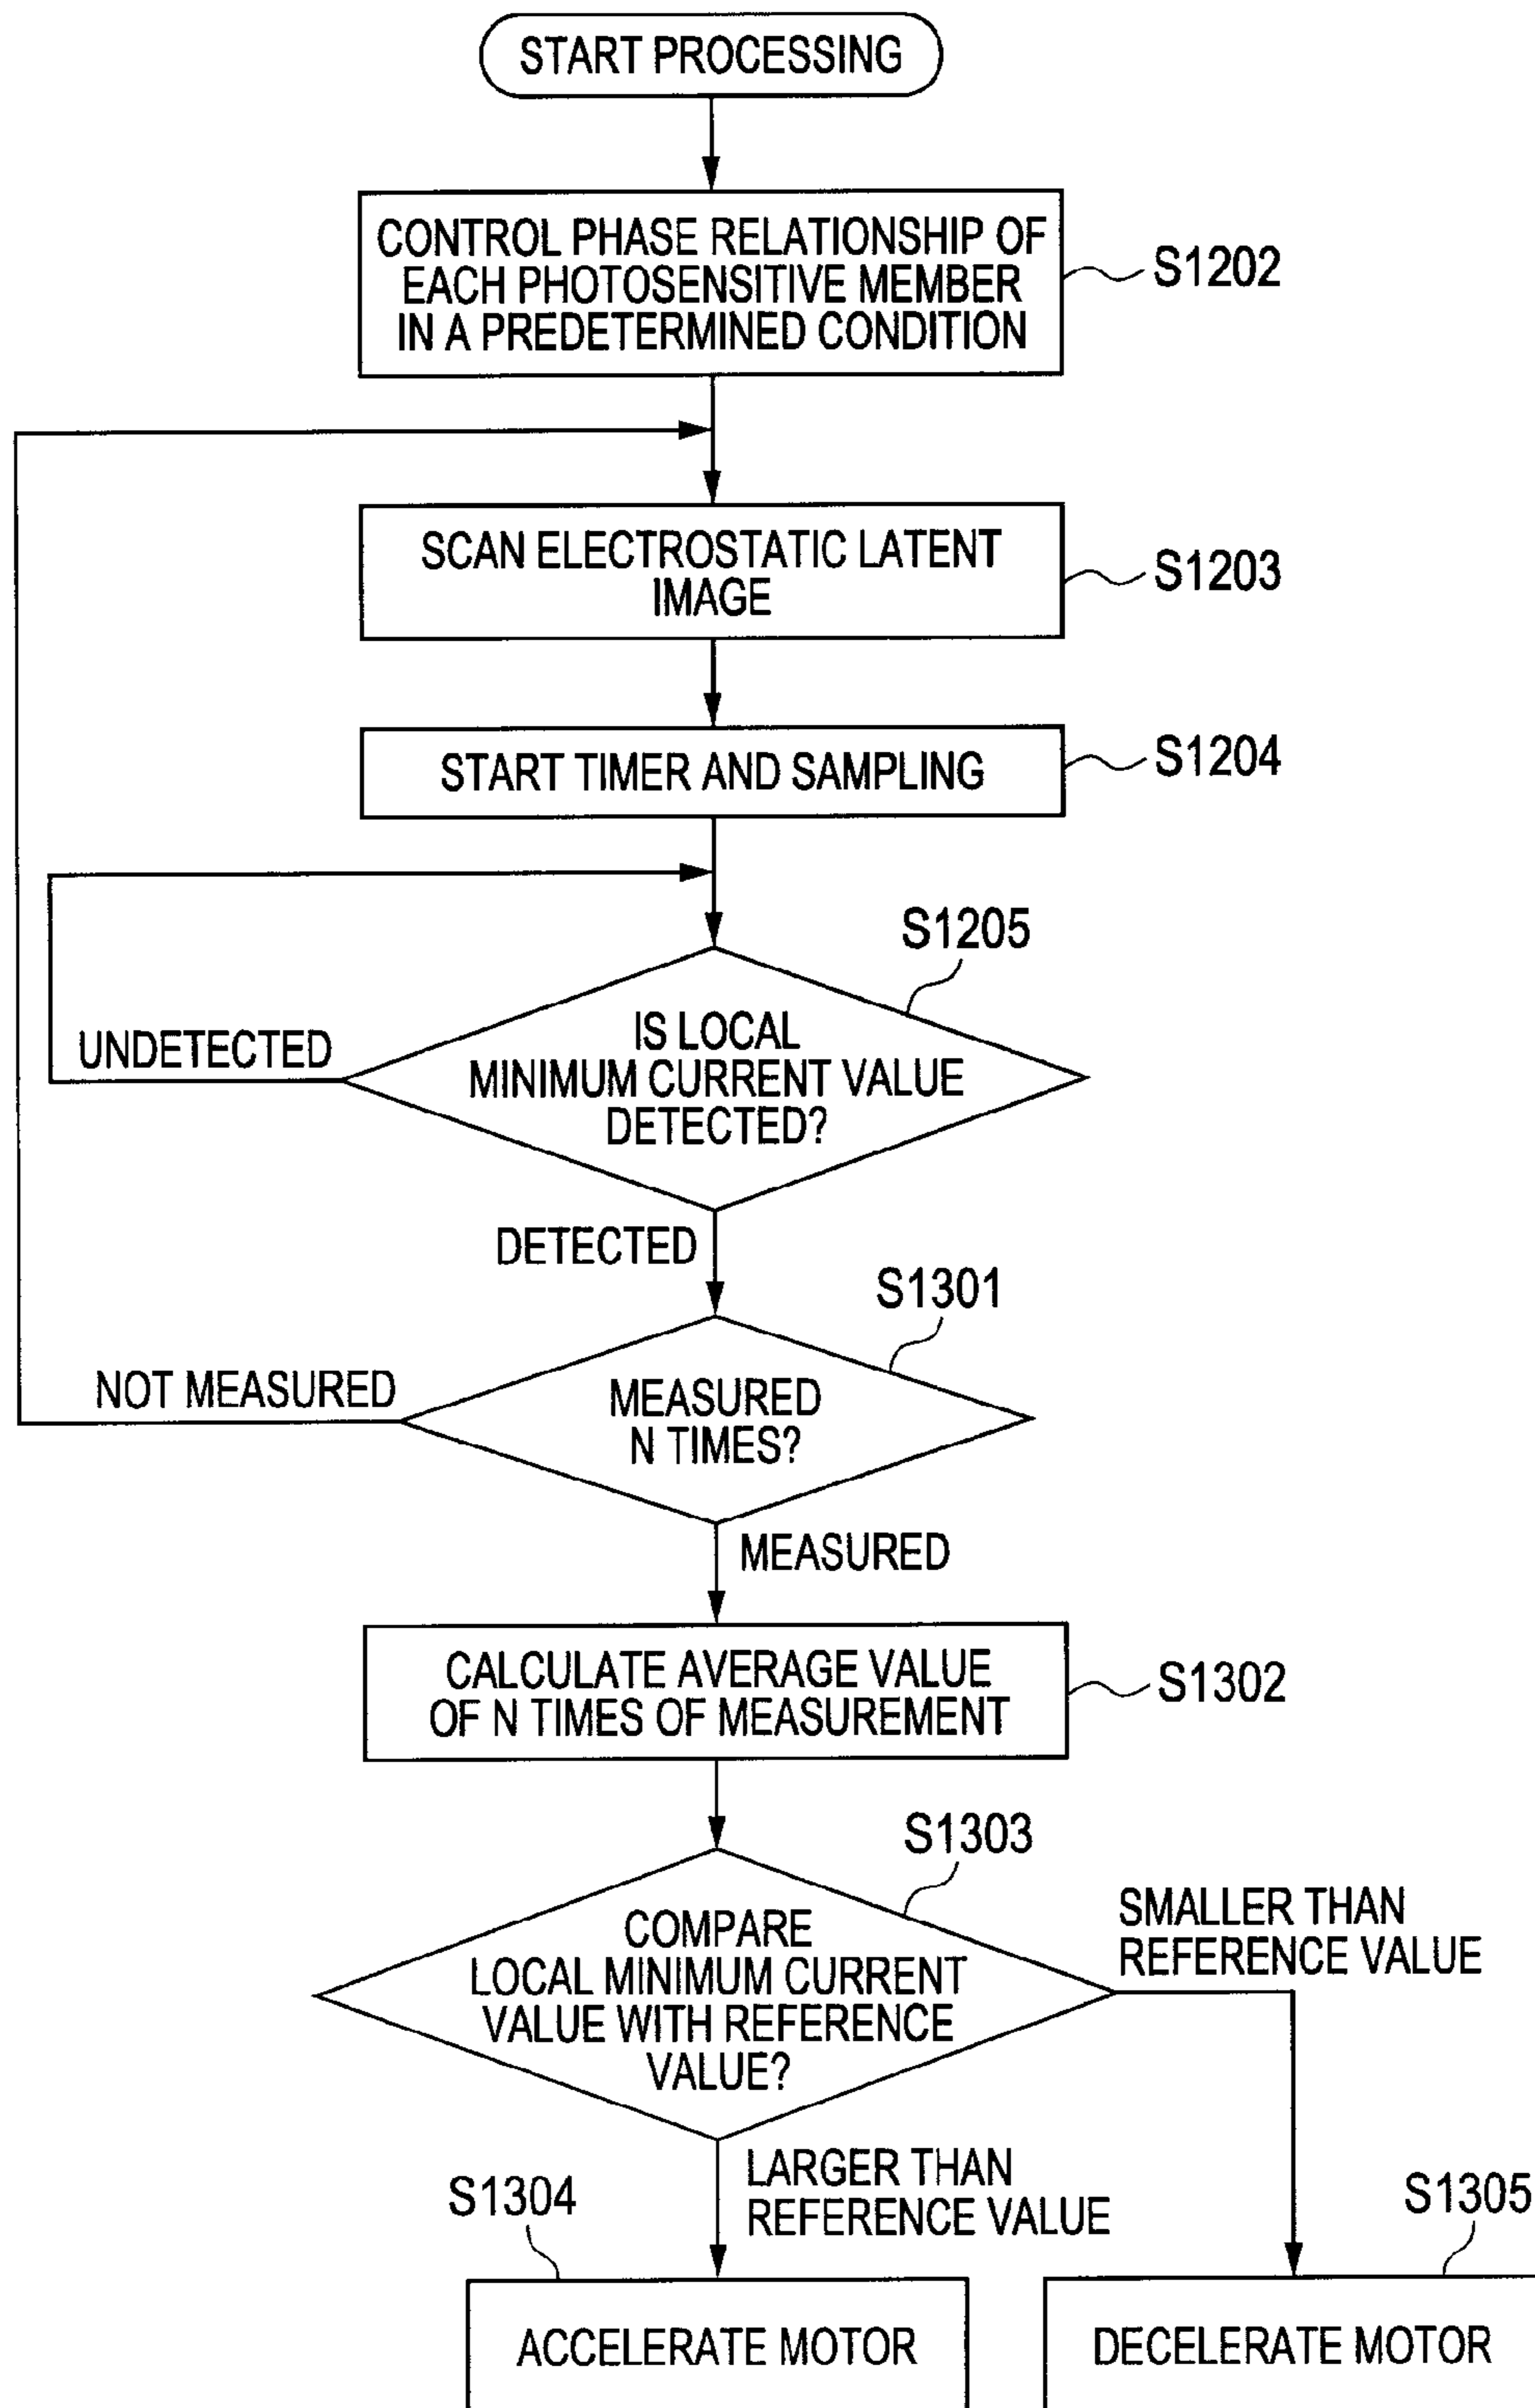 START PROCESSING
CONTROL PHASE RELATIONSHIP OF
EACH PHOTOSENSITIVE MEMBER
IN A PREDETERMINED CONDITION
S1202
SCAN ELECTROSTATIC LATENT
IMAGE
S1203
START TIMER AND SAMPLING
S1204
S1205
IS LOCAL
MINIMUM CURRENT VALUE
DETECTED?
UNDETECTED
DETECTED
S1301
MEASURED
N TIMES?
NOT MEASURED
MEASURED
CALCULATE AVERAGE VALUE
OF N TIMES OF MEASUREMENT
S1302
S1303
COMPARE
LOCAL MINIMUM CURRENT
VALUE WITH REFERENCE
VALUE?
SMALLER THAN
REFERENCE VALUE
LARGER THAN
REFERENCE VALUE
S1304
S1305
ACCELERATE MOTOR
DECELERATE MOTOR